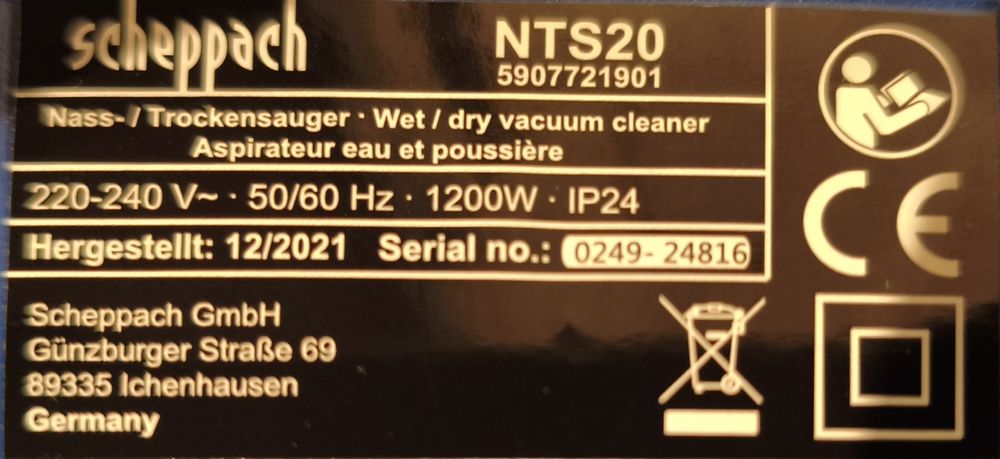 scheppach
NTS20
5907721901
Nass- / Trockensauger · Wet / dry vacuum cleaner
Aspirateur eau et poussière
220-240 V~ · 50/60 Hz · 1200W · IP24
Hergestellt: 12/2021 Serial no.: 0249- 24816
Scheppach GmbH
Günzburger Straße 69
89335 Ichenhausen
Germany
CE